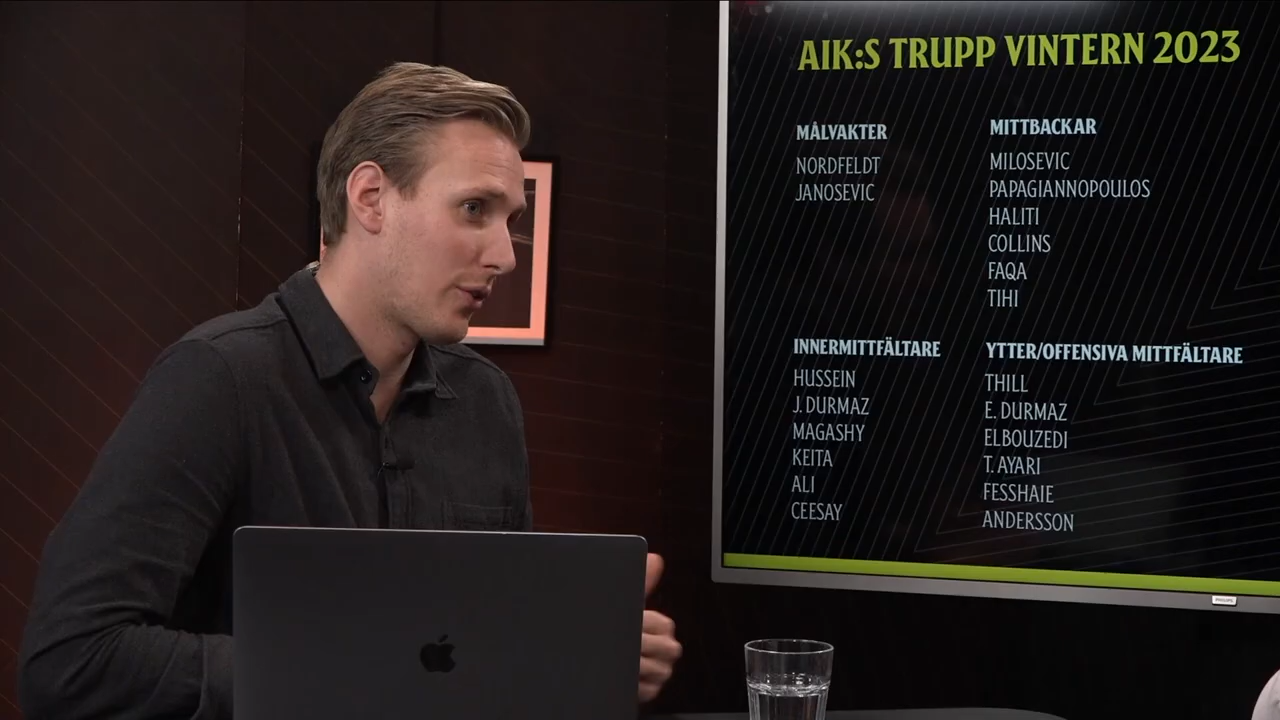 AIK:S TRUPP VINTERN 2023
MÅLVAKTER
NORDFELDT
JANOSEVIC
MITTBACKAR
MILOSEVIC
PAPAGIANNOPOULOS
HALITI
COLLINS
FAQA
TIHI
INNERMITTFÄLTARE
HUSSEIN
J. DURMAZ
MAGASHY
KEITA
ALI
CEESAY
YTTER/OFFENSIVA MITTFÄLTARE
THILL
E. DURMAZ
ELBOUZEDI
T. AYARI
FESSHAIE
ANDERSSON
PHILIPS